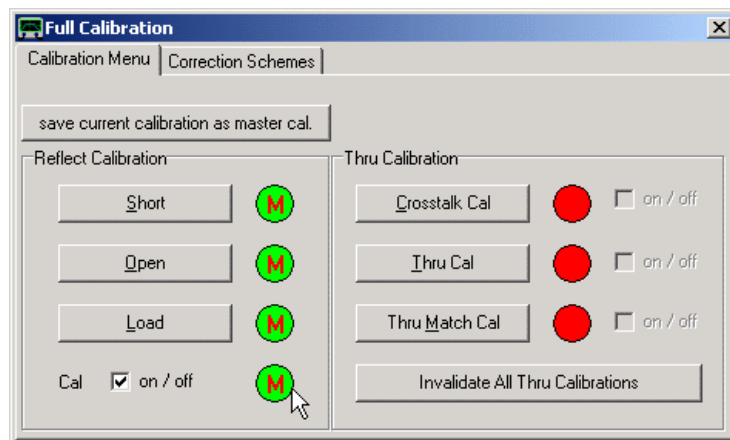 Full Calibration
Calibration Menu Correction Schemes
save current calibration as master cal.
Reflect Calibration
Short M
Open M
Load M
Cal on / off M
Thru Calibration
Crosstalk Cal on / off
Thru Cal on / off
Thru Match Cal on / off
Invalidate All Thru Calibrations